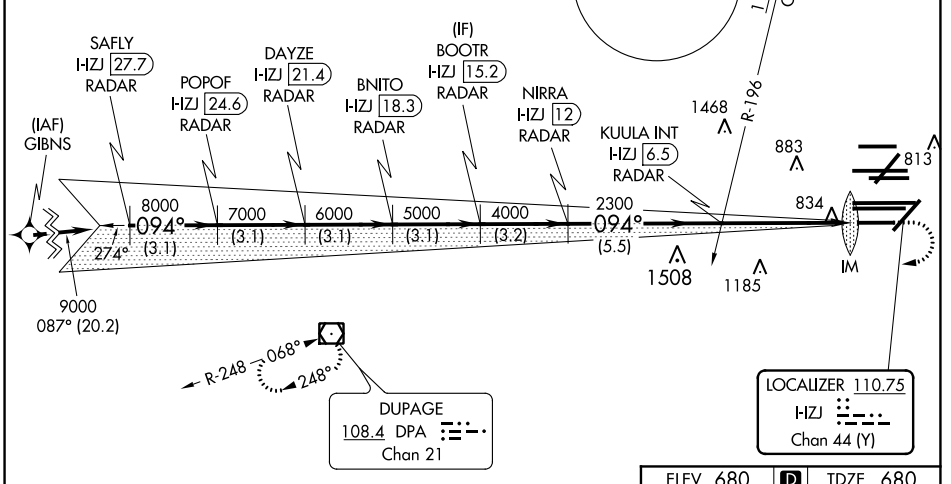 SAFLY
I-IZJ 27.7
RADAR
POPOF
I-IZJ 24.6
RADAR
DAYZE
I-IZJ 21.4
RADAR
BNITO
I-IZJ 18.3
RADAR
(IF)
BOOTR
I-IZJ 15.2
RADAR
NIRRA
I-IZJ 12
RADAR
KUULA INT
I-IZJ 6.5
RADAR
R-196
1468
883
813
834
(IAF)
GIBNS
8000
7000
6000
5000
4000
2300
094°
094°
(3.1)
(3.1)
(3.1)
(3.1)
(3.2)
(5.5)
274°
1508
1185
IM
9000
087° (20.2)
R-248
068°
248°
DUPAGE
108.4 DPA
Chan 21
LOCALIZER 110.75
I-IZJ
Chan 44 (Y)
ELEV 680 D TDZE 680